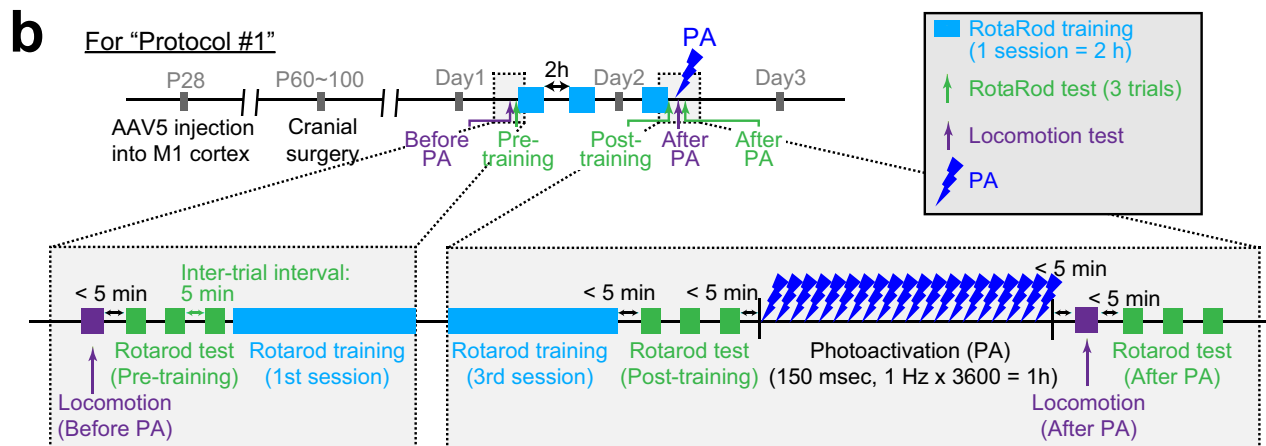 b
For "Protocol #1"
P28
AAV5 injection
into M1 cortex
P60~100
Cranial
surgery
Day1
2h
Day2
PA
Day3
Before
PA
Pre-
training
Post-
training
After
PA
After
PA
RotaRod training
(1 session = 2 h)
RotaRod test (3 trials)
Locomotion test
PA
< 5 min
Inter-trial interval:
5 min
Rotarod test
(Pre-training)
Rotarod training
(1st session)
Locomotion
(Before PA)
< 5 min
< 5 min
< 5 min
< 5 min
Rotarod training
(3rd session)
Rotarod test
(Post-training)
Photoactivation (PA)
(150 msec, 1 Hz x 3600 = 1h)
Locomotion
(After PA)
Rotarod test
(After PA)